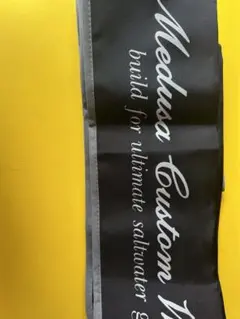 Medusa Custom
build for ultimate saltwater